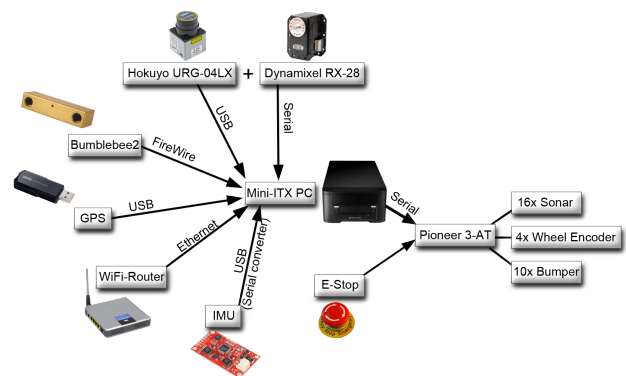 Hokuyo URG-04LX + Dynamixel RX-28
USB
Serial
Bumblebee2
FireWire
Mini-ITX PC
GPS
USB
Serial
16x Sonar
Pioneer 3-AT
4x Wheel Encoder
10x Bumper
Ethernet
WiFi-Router
USB
(Serial converter)
E-Stop
IMU